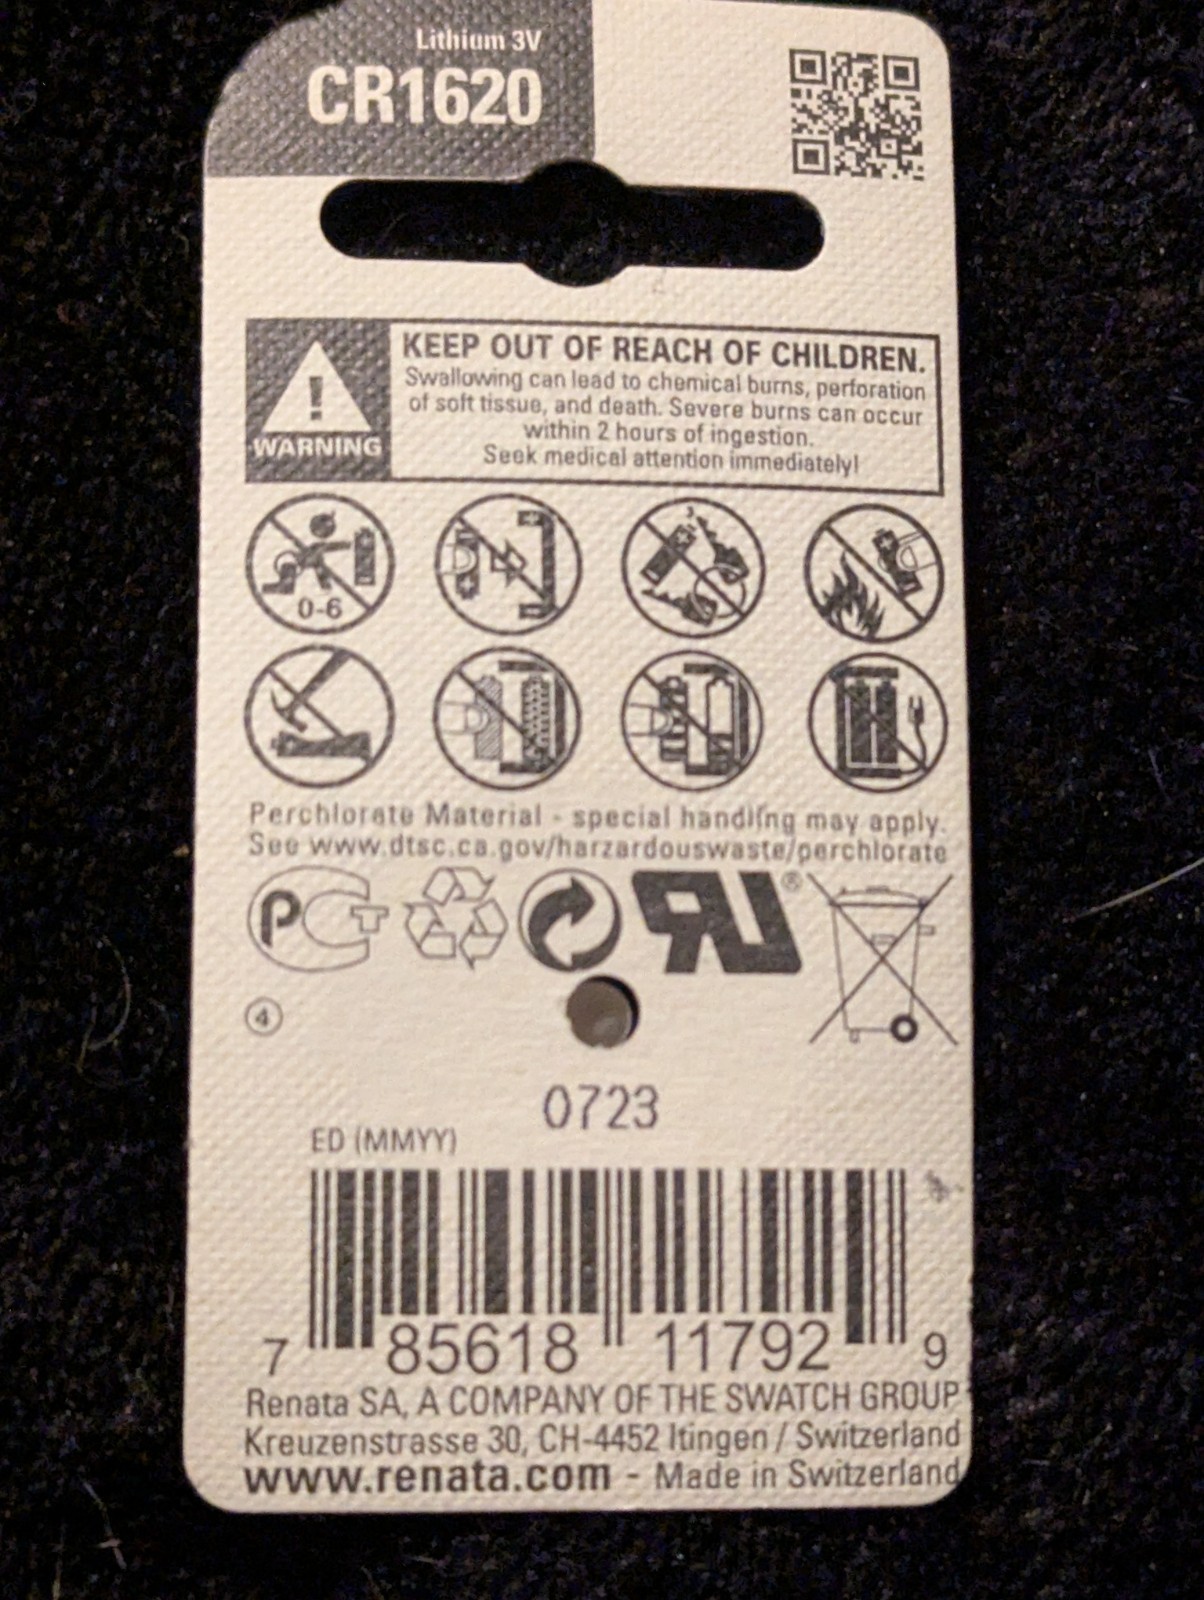 Lithium 3V
CR1620
KEEP OUT OF REACH OF CHILDREN.
Swallowing can lead to chemical burns, perforation
of soft tissue, and death. Severe burns can occur
within 2 hours of ingestion.
Seek medical attention immediately!
WARNING
0-6
Perchlorate Material - special handling may apply.
See www.dtsc.ca.gov/harzardouswaste/perchlorate
РСТ
UR®
4
0723
ED (MMYY)
7 85618 11792 9
Renata SA, A COMPANY OF THE SWATCH GROUP
Kreuzenstrasse 30, CH-4452 Itingen / Switzerland
www.renata.com - Made in Switzerland